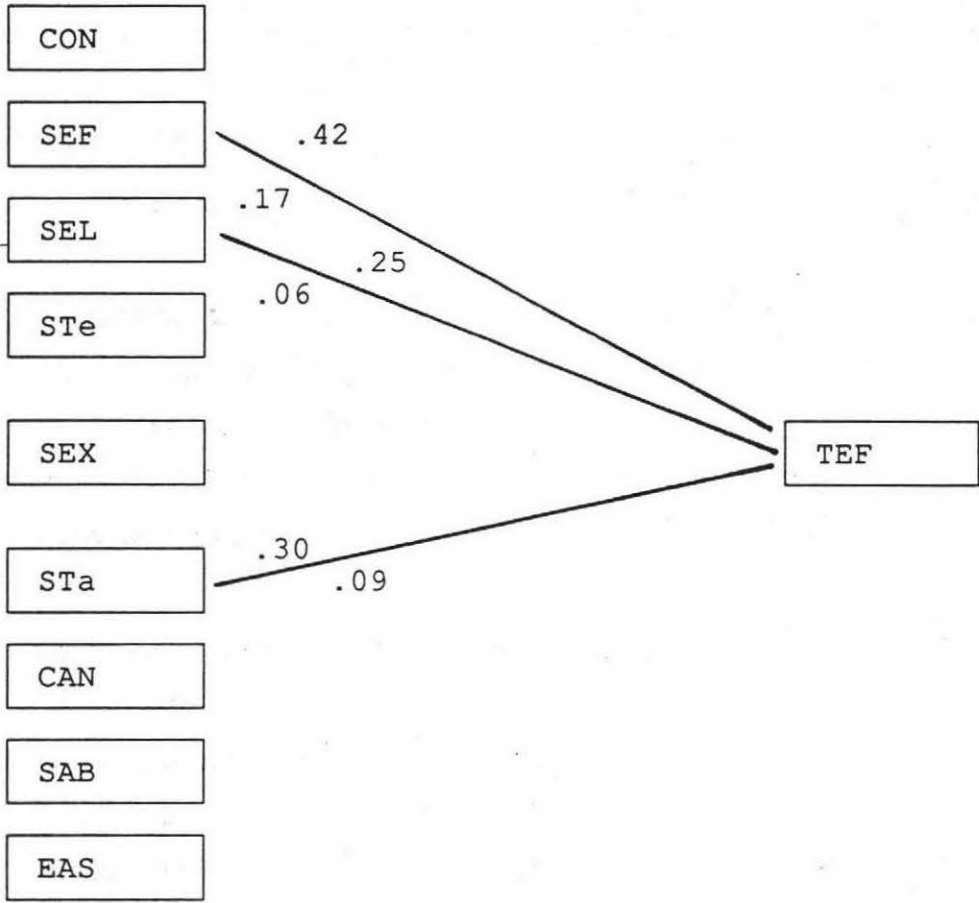 CON
SEF
.42
.17
SEL
.25
.06
STe
SEX
TEF
.30
STa
.09
CAN
SAB
EAS